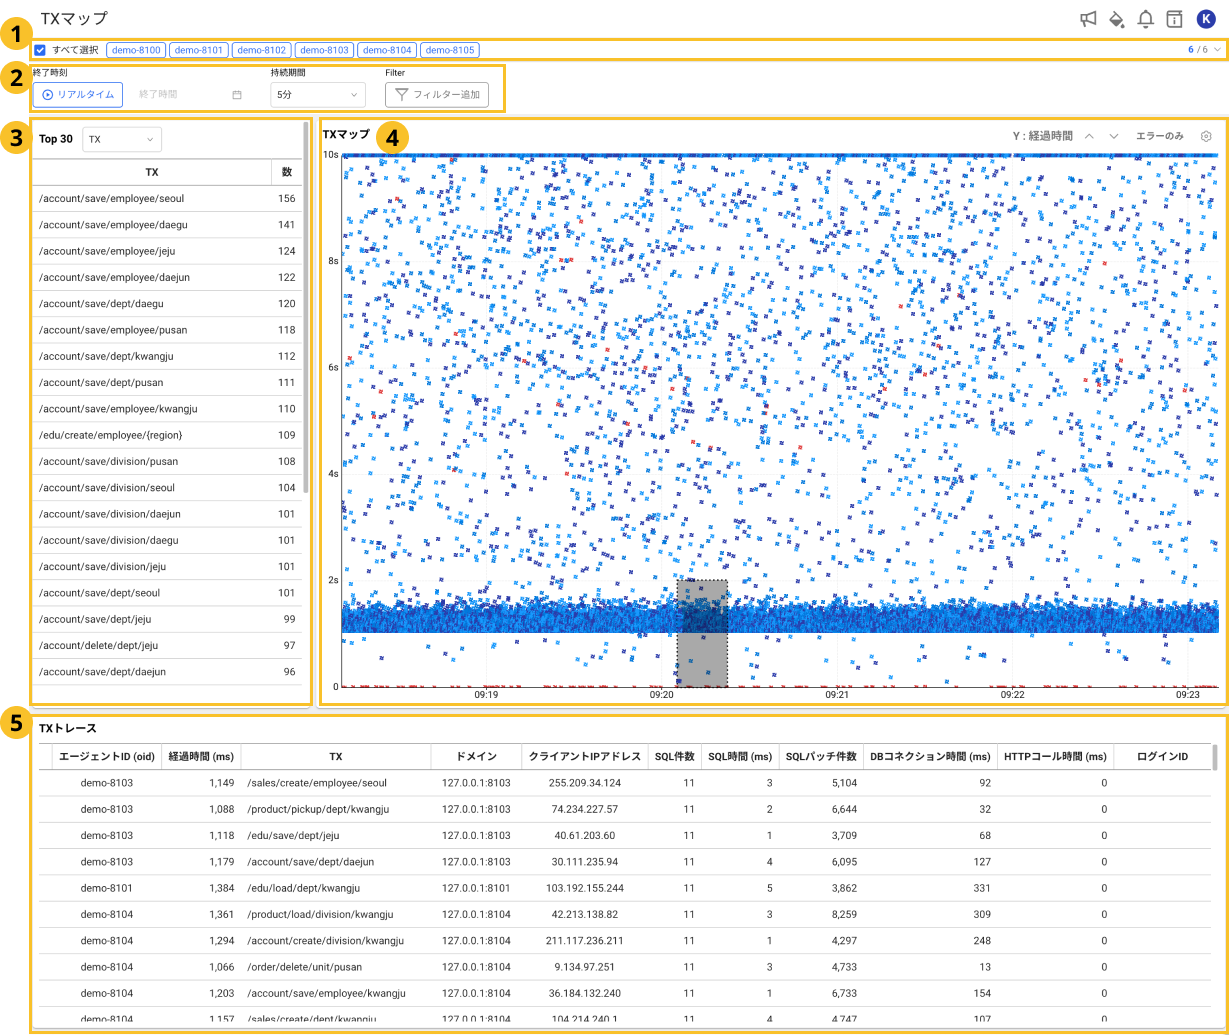 TXマップ
K
1
すべて選択 demo-8100 demo-8101 demo-8102 demo-8103 demo-8104 demo-8105 6 / 6
2
終了時刻 持続期間 Filter
リアルタイム 終了時間 5分 フィルター追加
3
Top 30 TX
TX 数
/account/save/employee/seoul 156
/account/save/employee/daegu 141
/account/save/employee/jeju 124
/account/save/employee/daejun 122
/account/save/dept/daegu 120
/account/save/employee/pusan 118
/account/save/dept/kwangju 112
/account/save/dept/pusan 111
/account/save/employee/kwangju 110
/edu/create/employee/{region} 109
/account/save/division/pusan 108
/account/save/division/seoul 104
/account/save/division/daejun 101
/account/save/division/daegu 101
/account/save/division/jeju 101
/account/save/dept/seoul 101
/account/save/dept/jeju 99
/account/delete/dept/jeju 97
/account/save/dept/daejun 96
TXマップ 4 Y : 経過時間 エラーのみ
10s
8s
6s
4s
2s
0
09:19 09:20 09:21 09:22 09:23
5
TXトレース
エージェントID (oid) 経過時間 (ms) TX ドメイン クライアントIPアドレス SQL件数 SQL時間 (ms) SQLパッチ件数 DBコネクション時間 (ms) HTTPコール時間 (ms) ログインID
demo-8103 1,149 /sales/create/employee/seoul 127.0.0.1:8103 255.209.34.124 11 3 5,104 92 0
demo-8103 1,088 /product/pickup/dept/kwangju 127.0.0.1:8103 74.234.227.57 11 2 6,644 32 0
demo-8103 1,118 /edu/save/dept/jeju 127.0.0.1:8103 40.61.203.60 11 1 3,709 68 0
demo-8103 1,179 /account/save/dept/daejun 127.0.0.1:8103 30.111.235.94 11 4 6,095 127 0
demo-8101 1,384 /edu/load/dept/kwangju 127.0.0.1:8101 103.192.155.244 11 5 3,862 331 0
demo-8104 1,361 /product/load/division/kwangju 127.0.0.1:8104 42.213.138.82 11 3 8,259 309 0
demo-8104 1,294 /account/create/division/kwangju 127.0.0.1:8104 211.117.236.211 11 1 4,297 248 0
demo-8104 1,066 /order/delete/unit/pusan 127.0.0.1:8104 9.134.97.251 11 3 4,733 13 0
demo-8104 1,203 /account/save/employee/kwangju 127.0.0.1:8104 36.184.132.240 11 1 6,733 154 0
demo-8104 1,157 /sales/create/dept/kwangju 127.0.0.1:8104 104.214.240.1 11 4 4,747 107 0